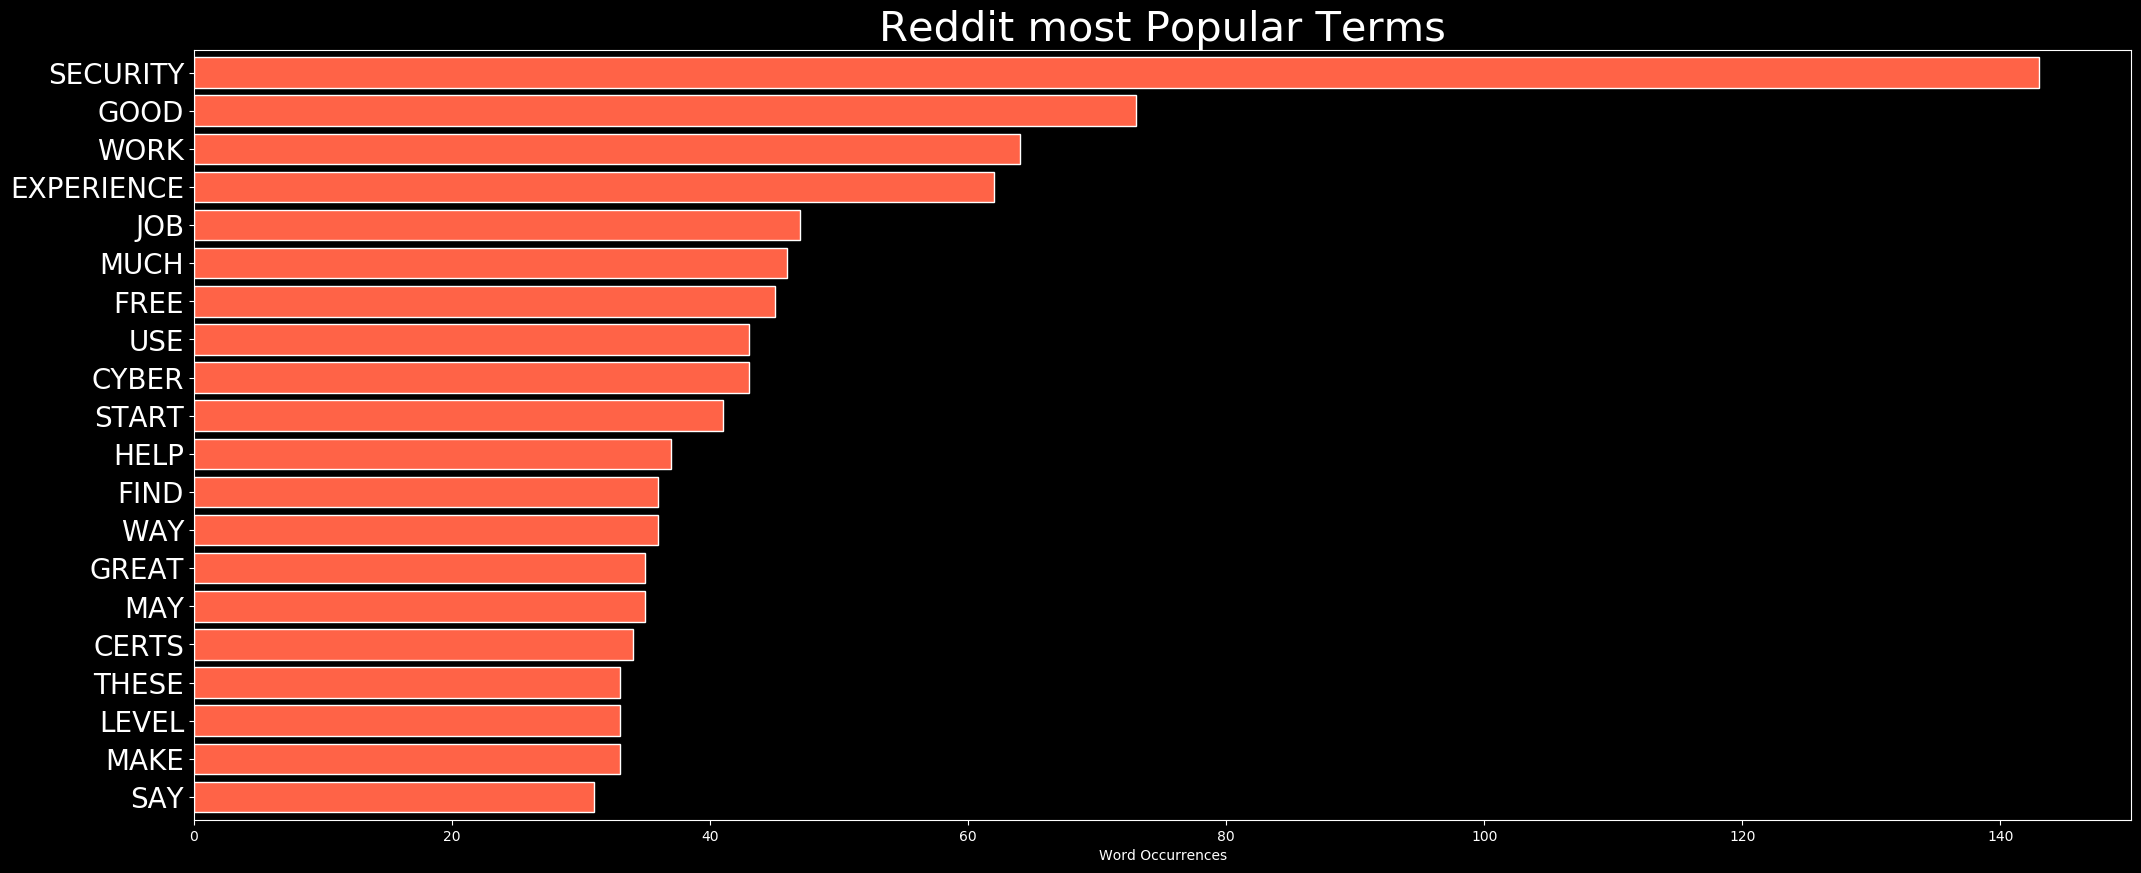 Reddit most Popular Terms
SECURITY
GOOD
WORK
EXPERIENCE
JOB
MUCH
FREE
USE
CYBER
START
HELP
FIND
WAY
GREAT
MAY
CERTS
THESE
LEVEL
MAKE
SAY
0 20 40 60 80 100 120 140
Word Occurrences